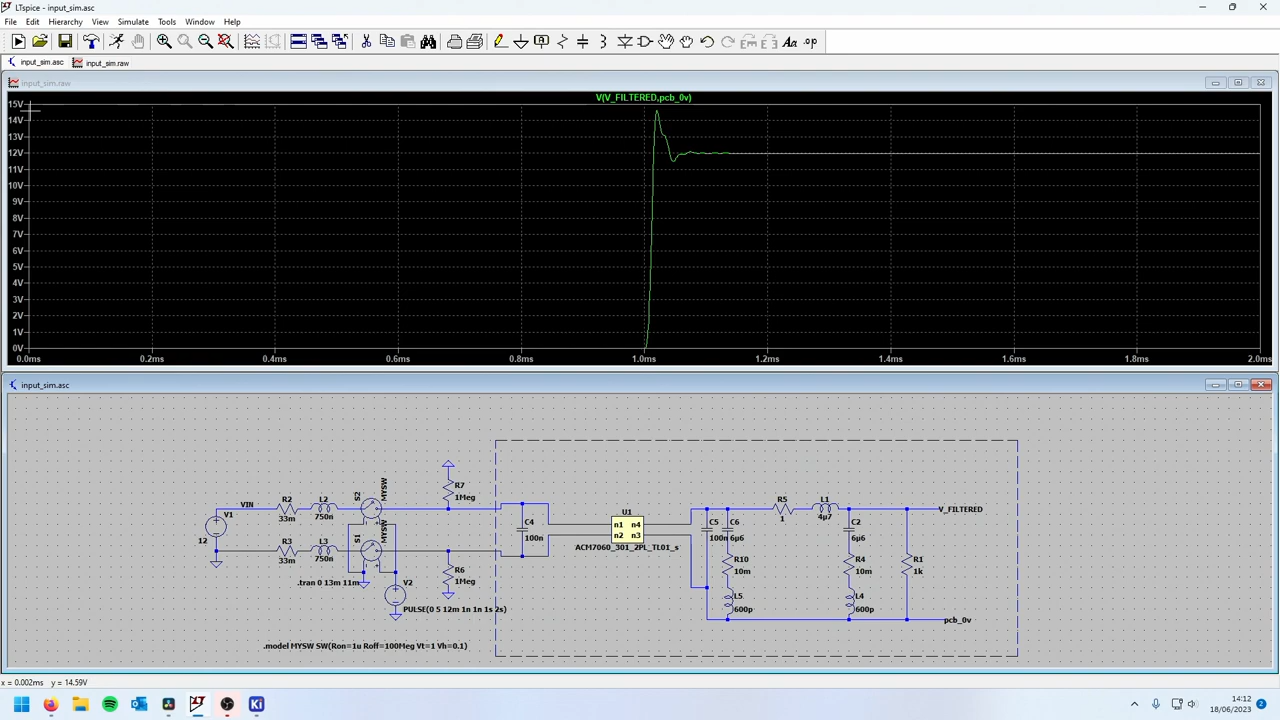 LTspice - input_sim.asc
File Edit Hierarchy View Simulate Tools Window Help
input_sim.asc input_sim.raw
input_sim.raw
V(V_FILTERED,pcb_0v)
15V
14V
13V
12V
11V
10V
9V
8V
7V
6V
5V
4V
3V
2V
1V
0V
0.0ms 0.2ms 0.4ms 0.6ms 0.8ms 1.0ms 1.2ms 1.4ms 1.6ms 1.8ms 2.0ms
input_sim.asc
VIN
V1
12
R2
33m
L2
750n
S2
MYSW
R7
1Meg
R3
33m
L3
750n
S1
MYSW
R6
1Meg
.tran 0 13m 11m
V2
PULSE(0 5 12m 1n 1n 1s 2s)
.model MYSW SW(Ron=1u Roff=100Meg Vt=1 Vh=0.1)
C4
100n
U1
n1 n4
n2 n3
ACM7060_301_2PL_TL01_s
C5
100n
C6
6µ6
R10
10m
L5
600p
R5
1
L1
4µ7
C2
6µ6
R4
10m
L4
600p
R1
1k
V_FILTERED
pcb_0v
x = 0.002ms y = 14.59V
Ki
14:12
18/06/2023
2